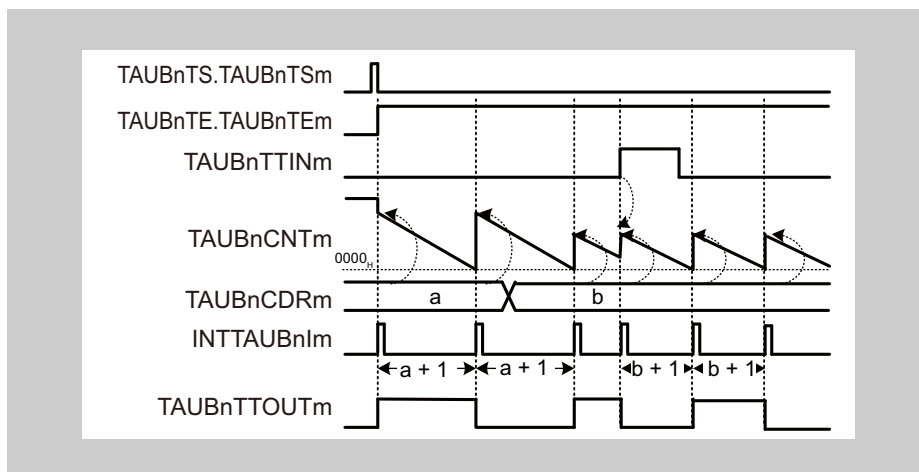 TAUBnTS.TAUBnTSm
TAUBnTE.TAUBnTEm
TAUBnTTINm
TAUBnCNTm
0000H
TAUBnCDRm
a
b
INTTAUBnIm
a + 1
a + 1
b + 1
b + 1
TAUBnTTOUTm